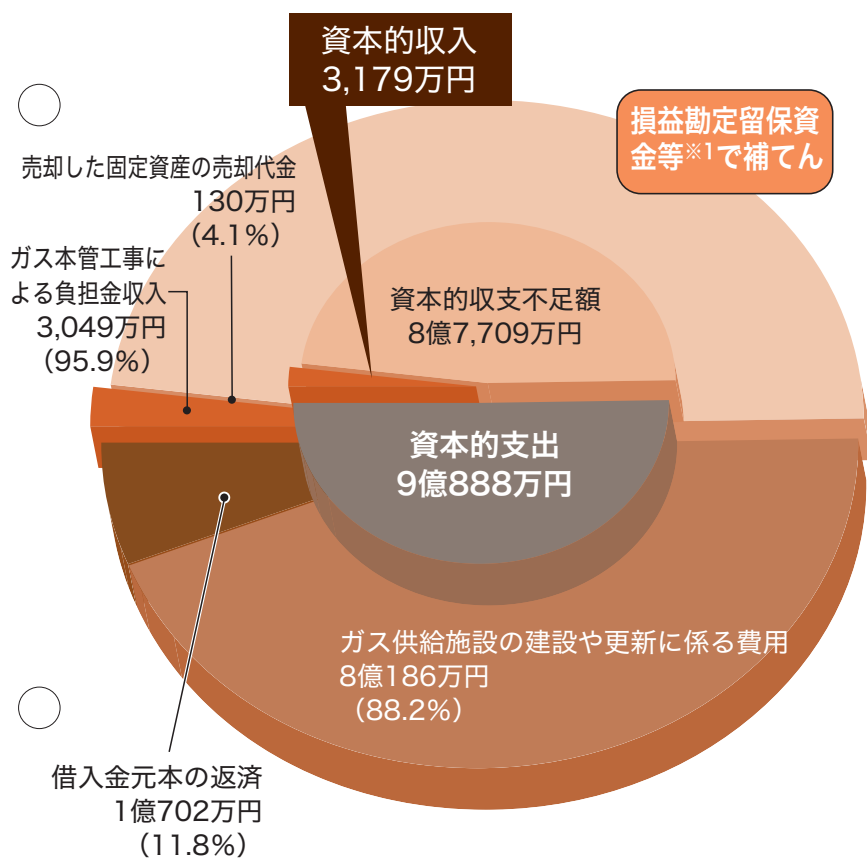 資本的収入
3,179万円
損益勘定留保資
金等※1で補てん
売却した固定資産の売却代金
130万円
（4.1%）
ガス本管工事に
よる負担金収入
3,049万円
（95.9%）
資本的収支不足額
8億7,709万円
資本的支出
9億888万円
ガス供給施設の建設や更新に係る費用
8億186万円
（88.2%）
借入金元本の返済
1億702万円
（11.8%）